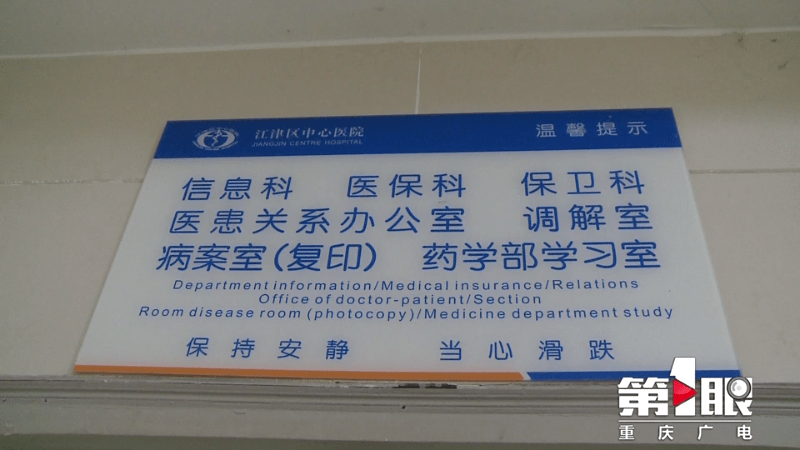 江津区中心医院
JIANGJIN CENTRE HOSPITAL
温馨提示
信息科 医保科 保卫科
医患关系办公室 调解室
病案室(复印) 药学部学习室
Department information/Medical insurance/Relations
Office of doctor-patient/Section
Room disease room (photocopy)/Medicine department study
保持安静 当心滑跌
第1眼
重庆广电